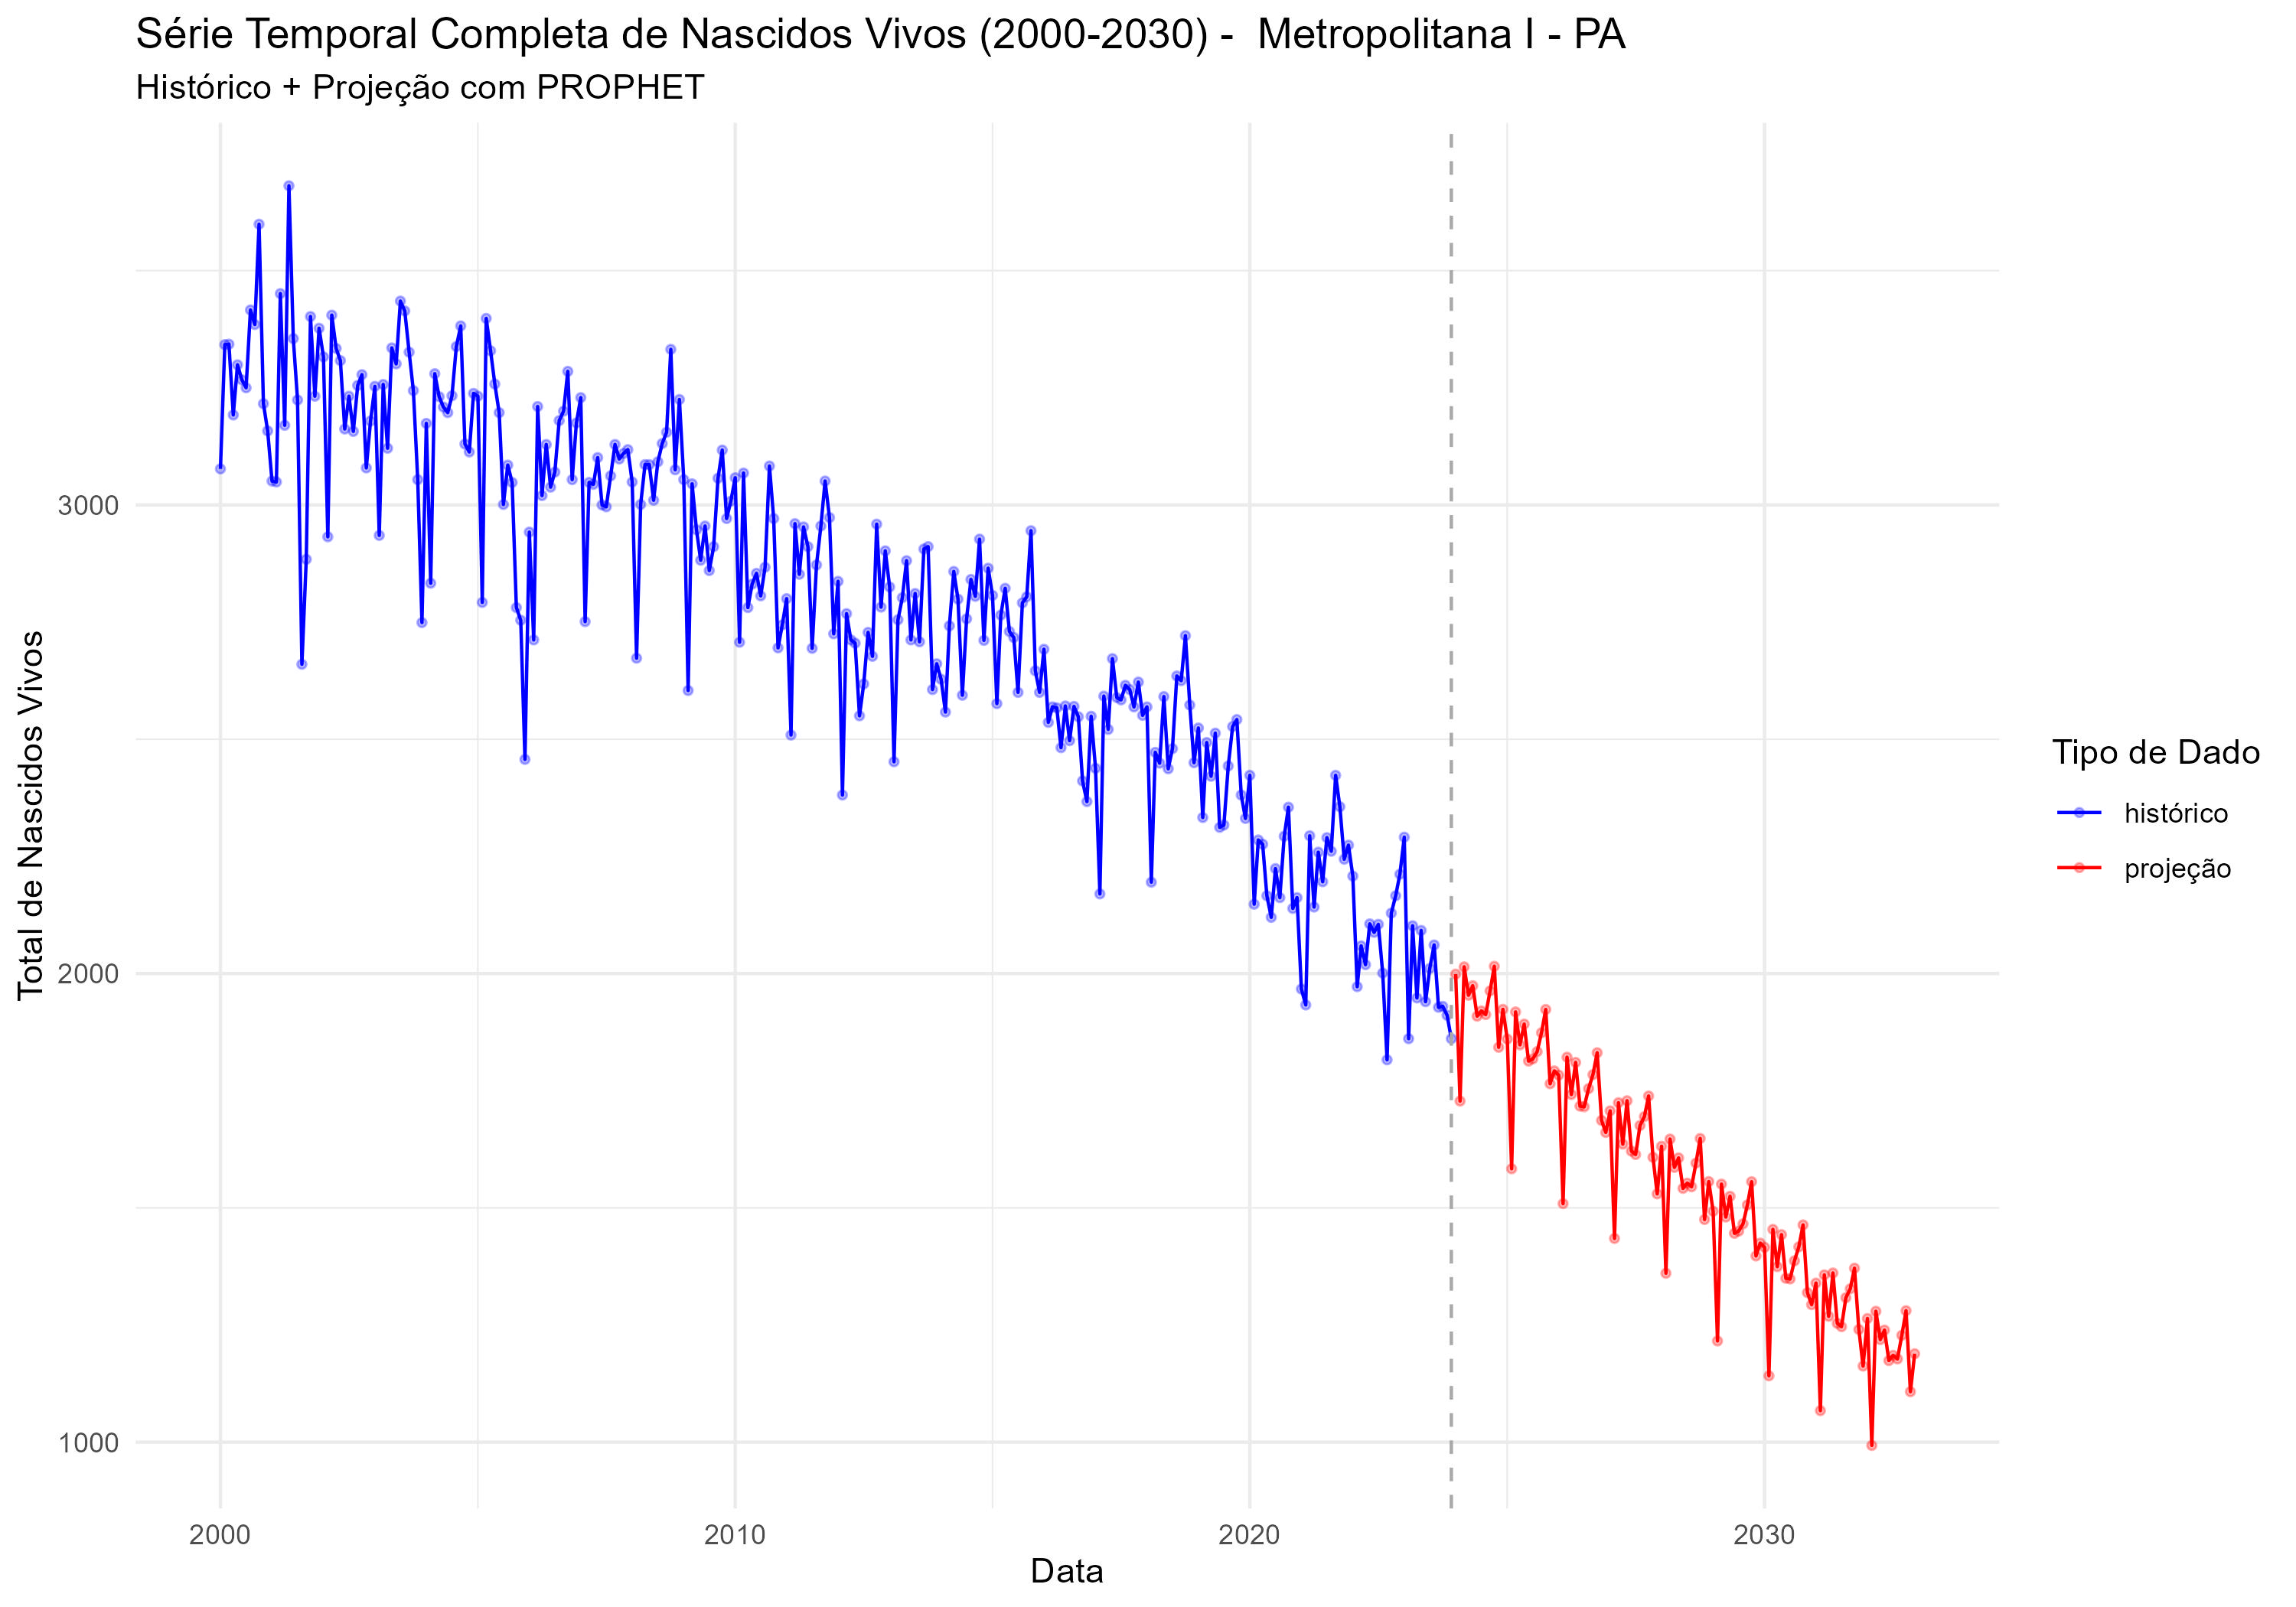 Série Temporal Completa de Nascidos Vivos (2000-2030) -  Metropolitana I - PA
Histórico + Projeção com PROPHET
Total de Nascidos Vivos
3000
2000
1000
2000
2010
2020
2030
Data
Tipo de Dado
histórico
projeção